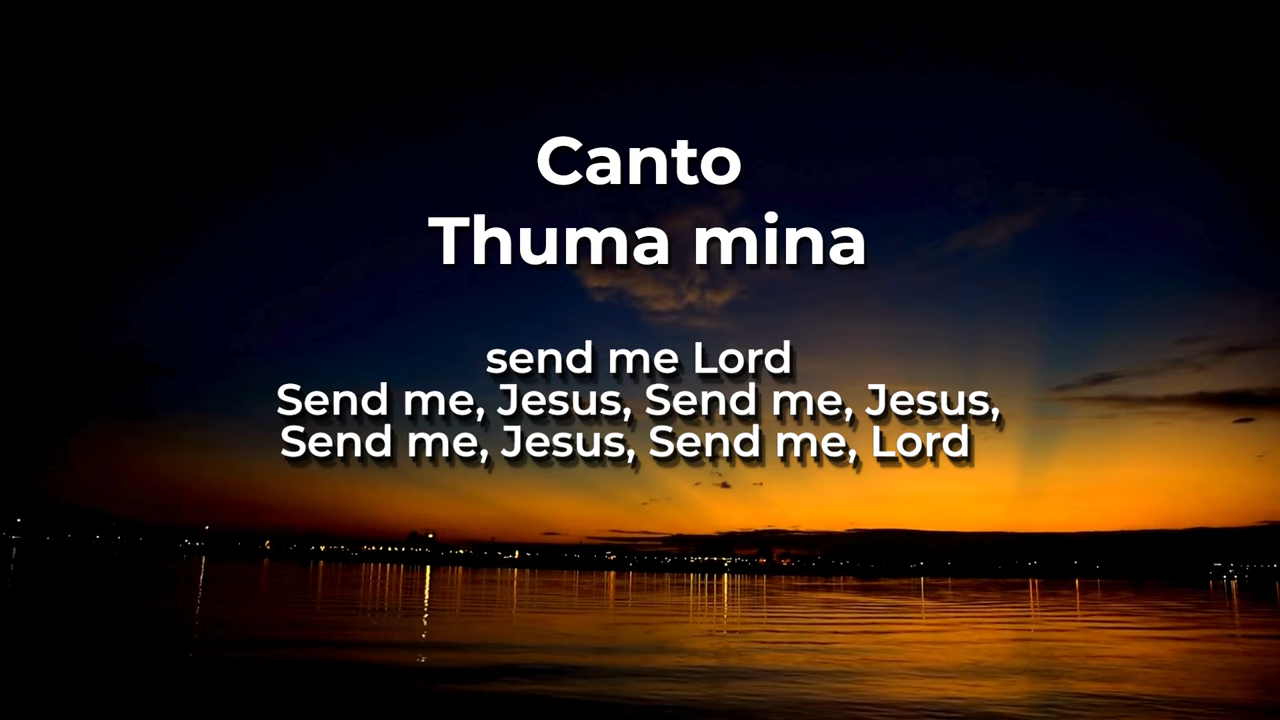 Canto
Thuma mina
send me Lord
Send me, Jesus, Send me, Jesus,
Send me, Jesus, Send me, Lord